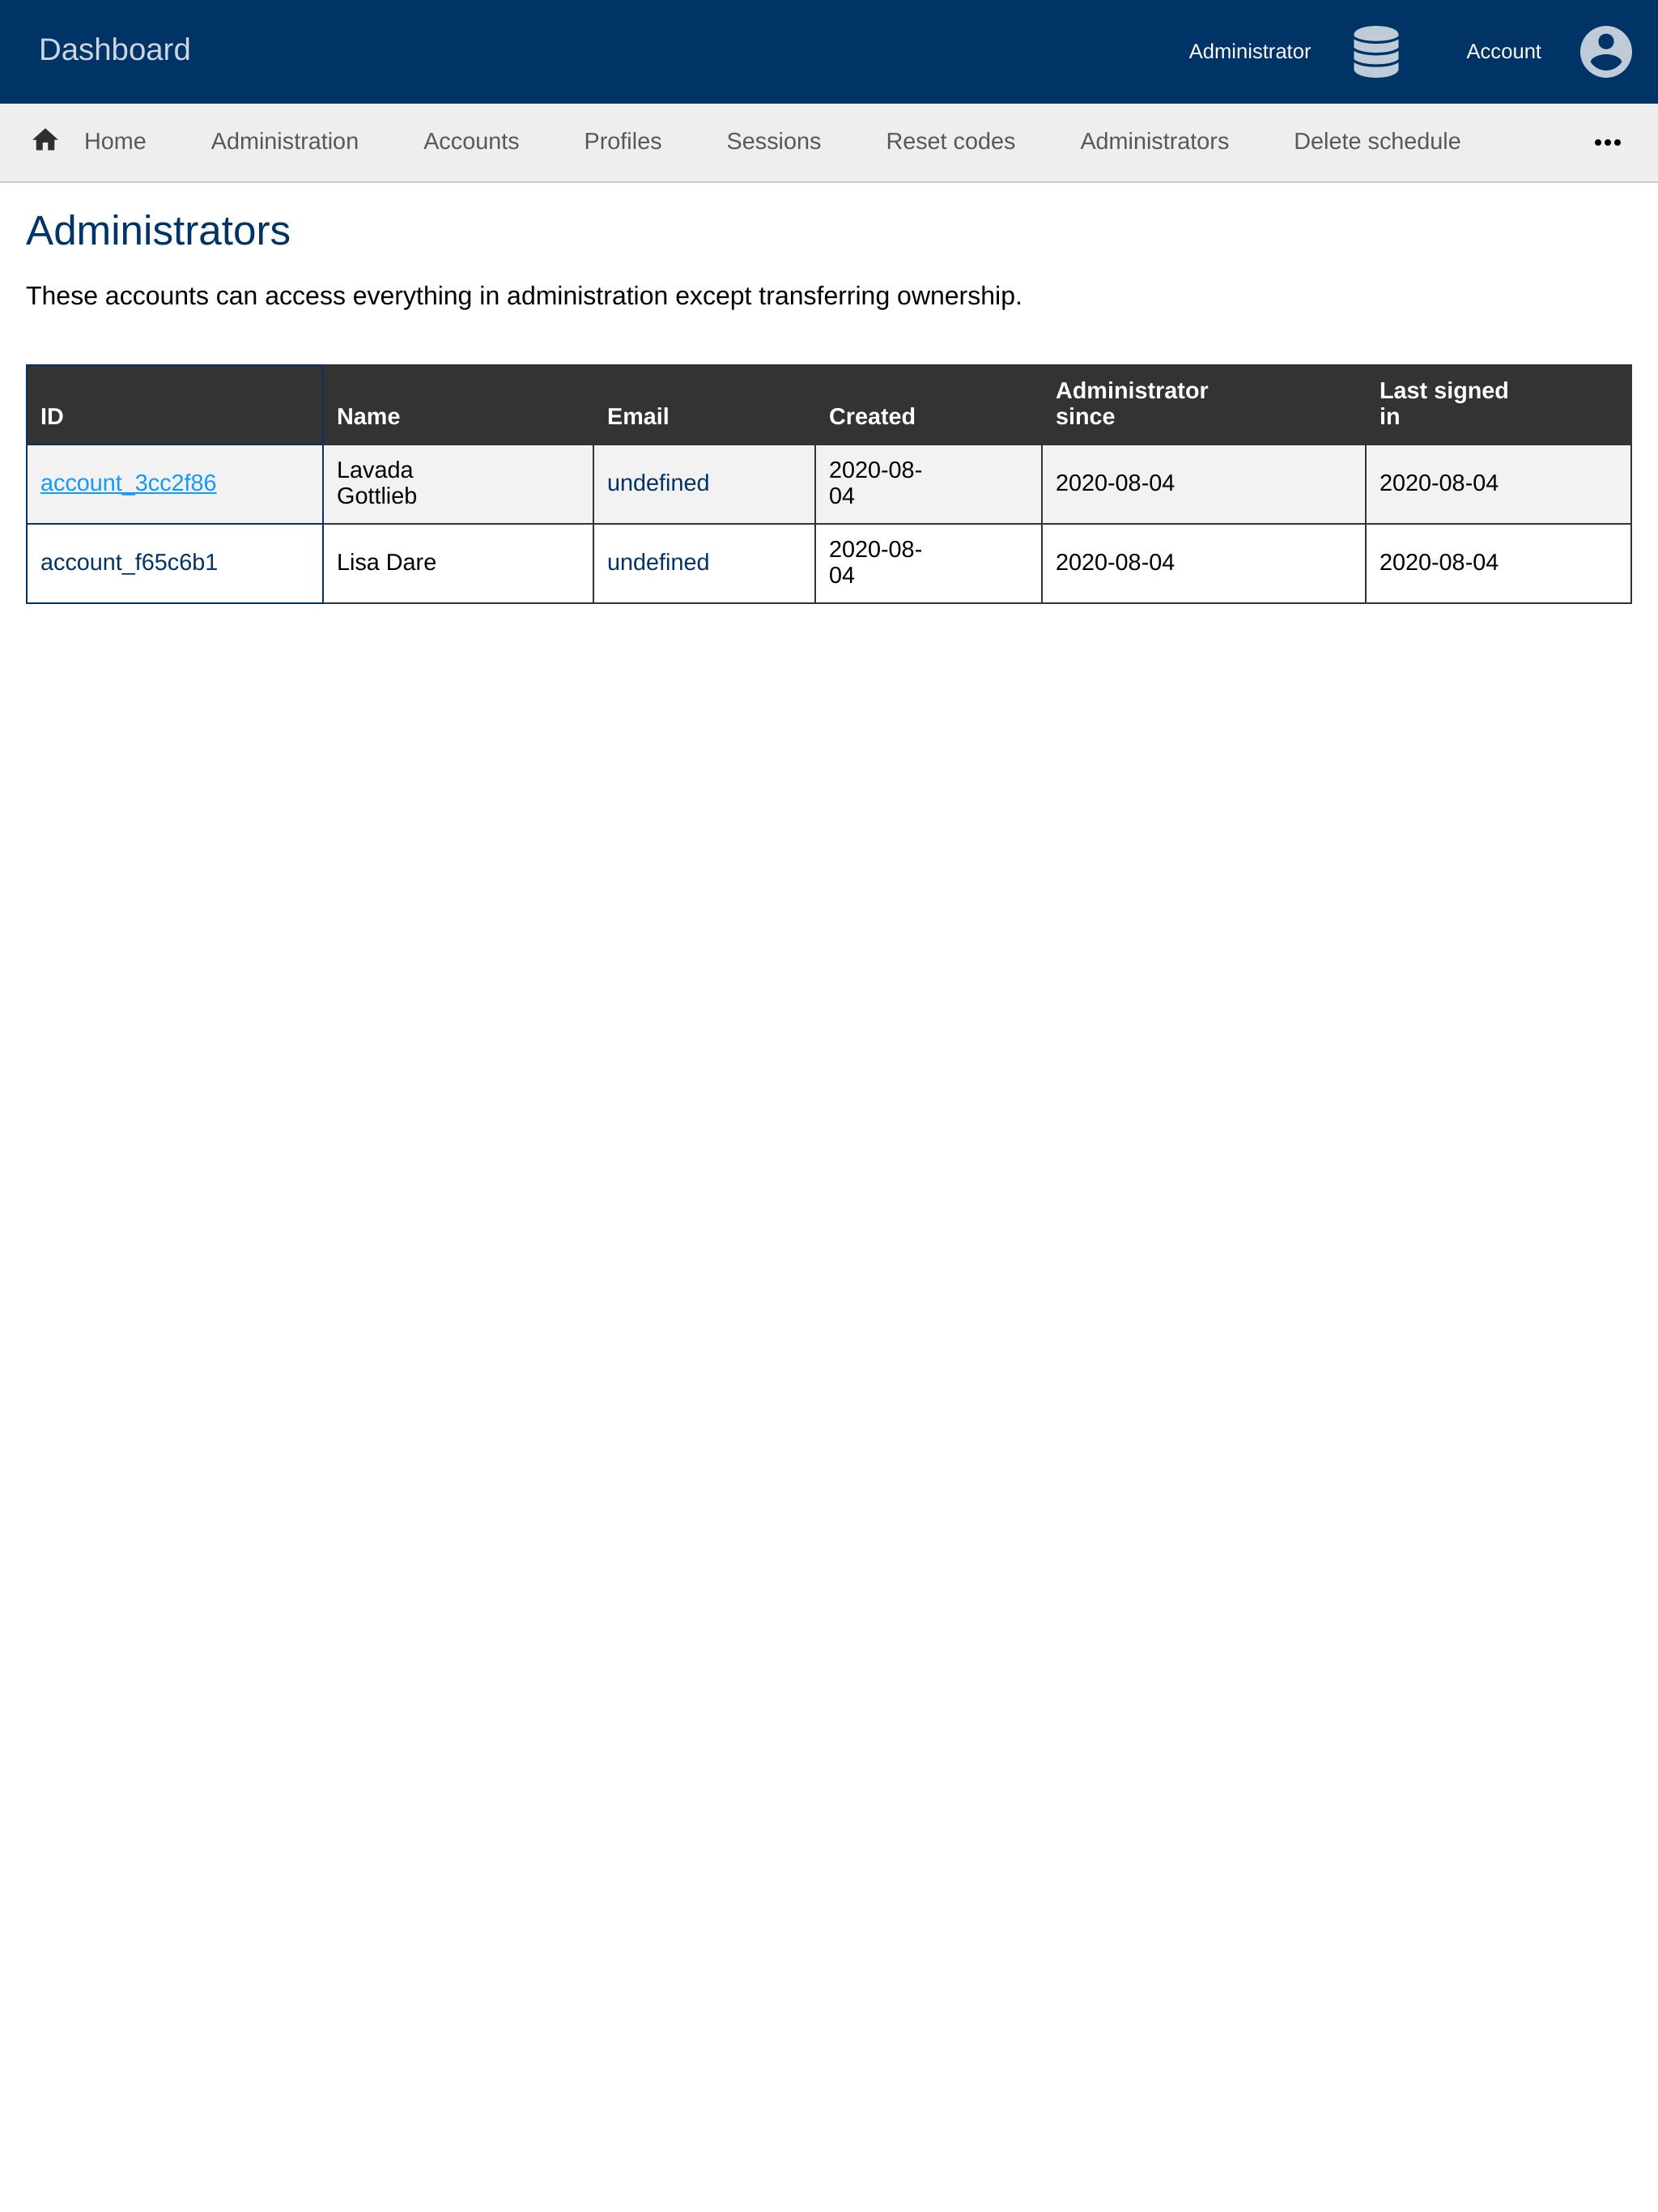 Dashboard
Administrator
Account
Home Administration Accounts Profiles Sessions Reset codes Administrators Delete schedule
Administrators
These accounts can access everything in administration except transferring ownership.
ID Name Email Created Administrator since Last signed in
account_3cc2f86 Lavada Gottlieb undefined 2020-08-04 2020-08-04 2020-08-04
account_f65c6b1 Lisa Dare undefined 2020-08-04 2020-08-04 2020-08-04